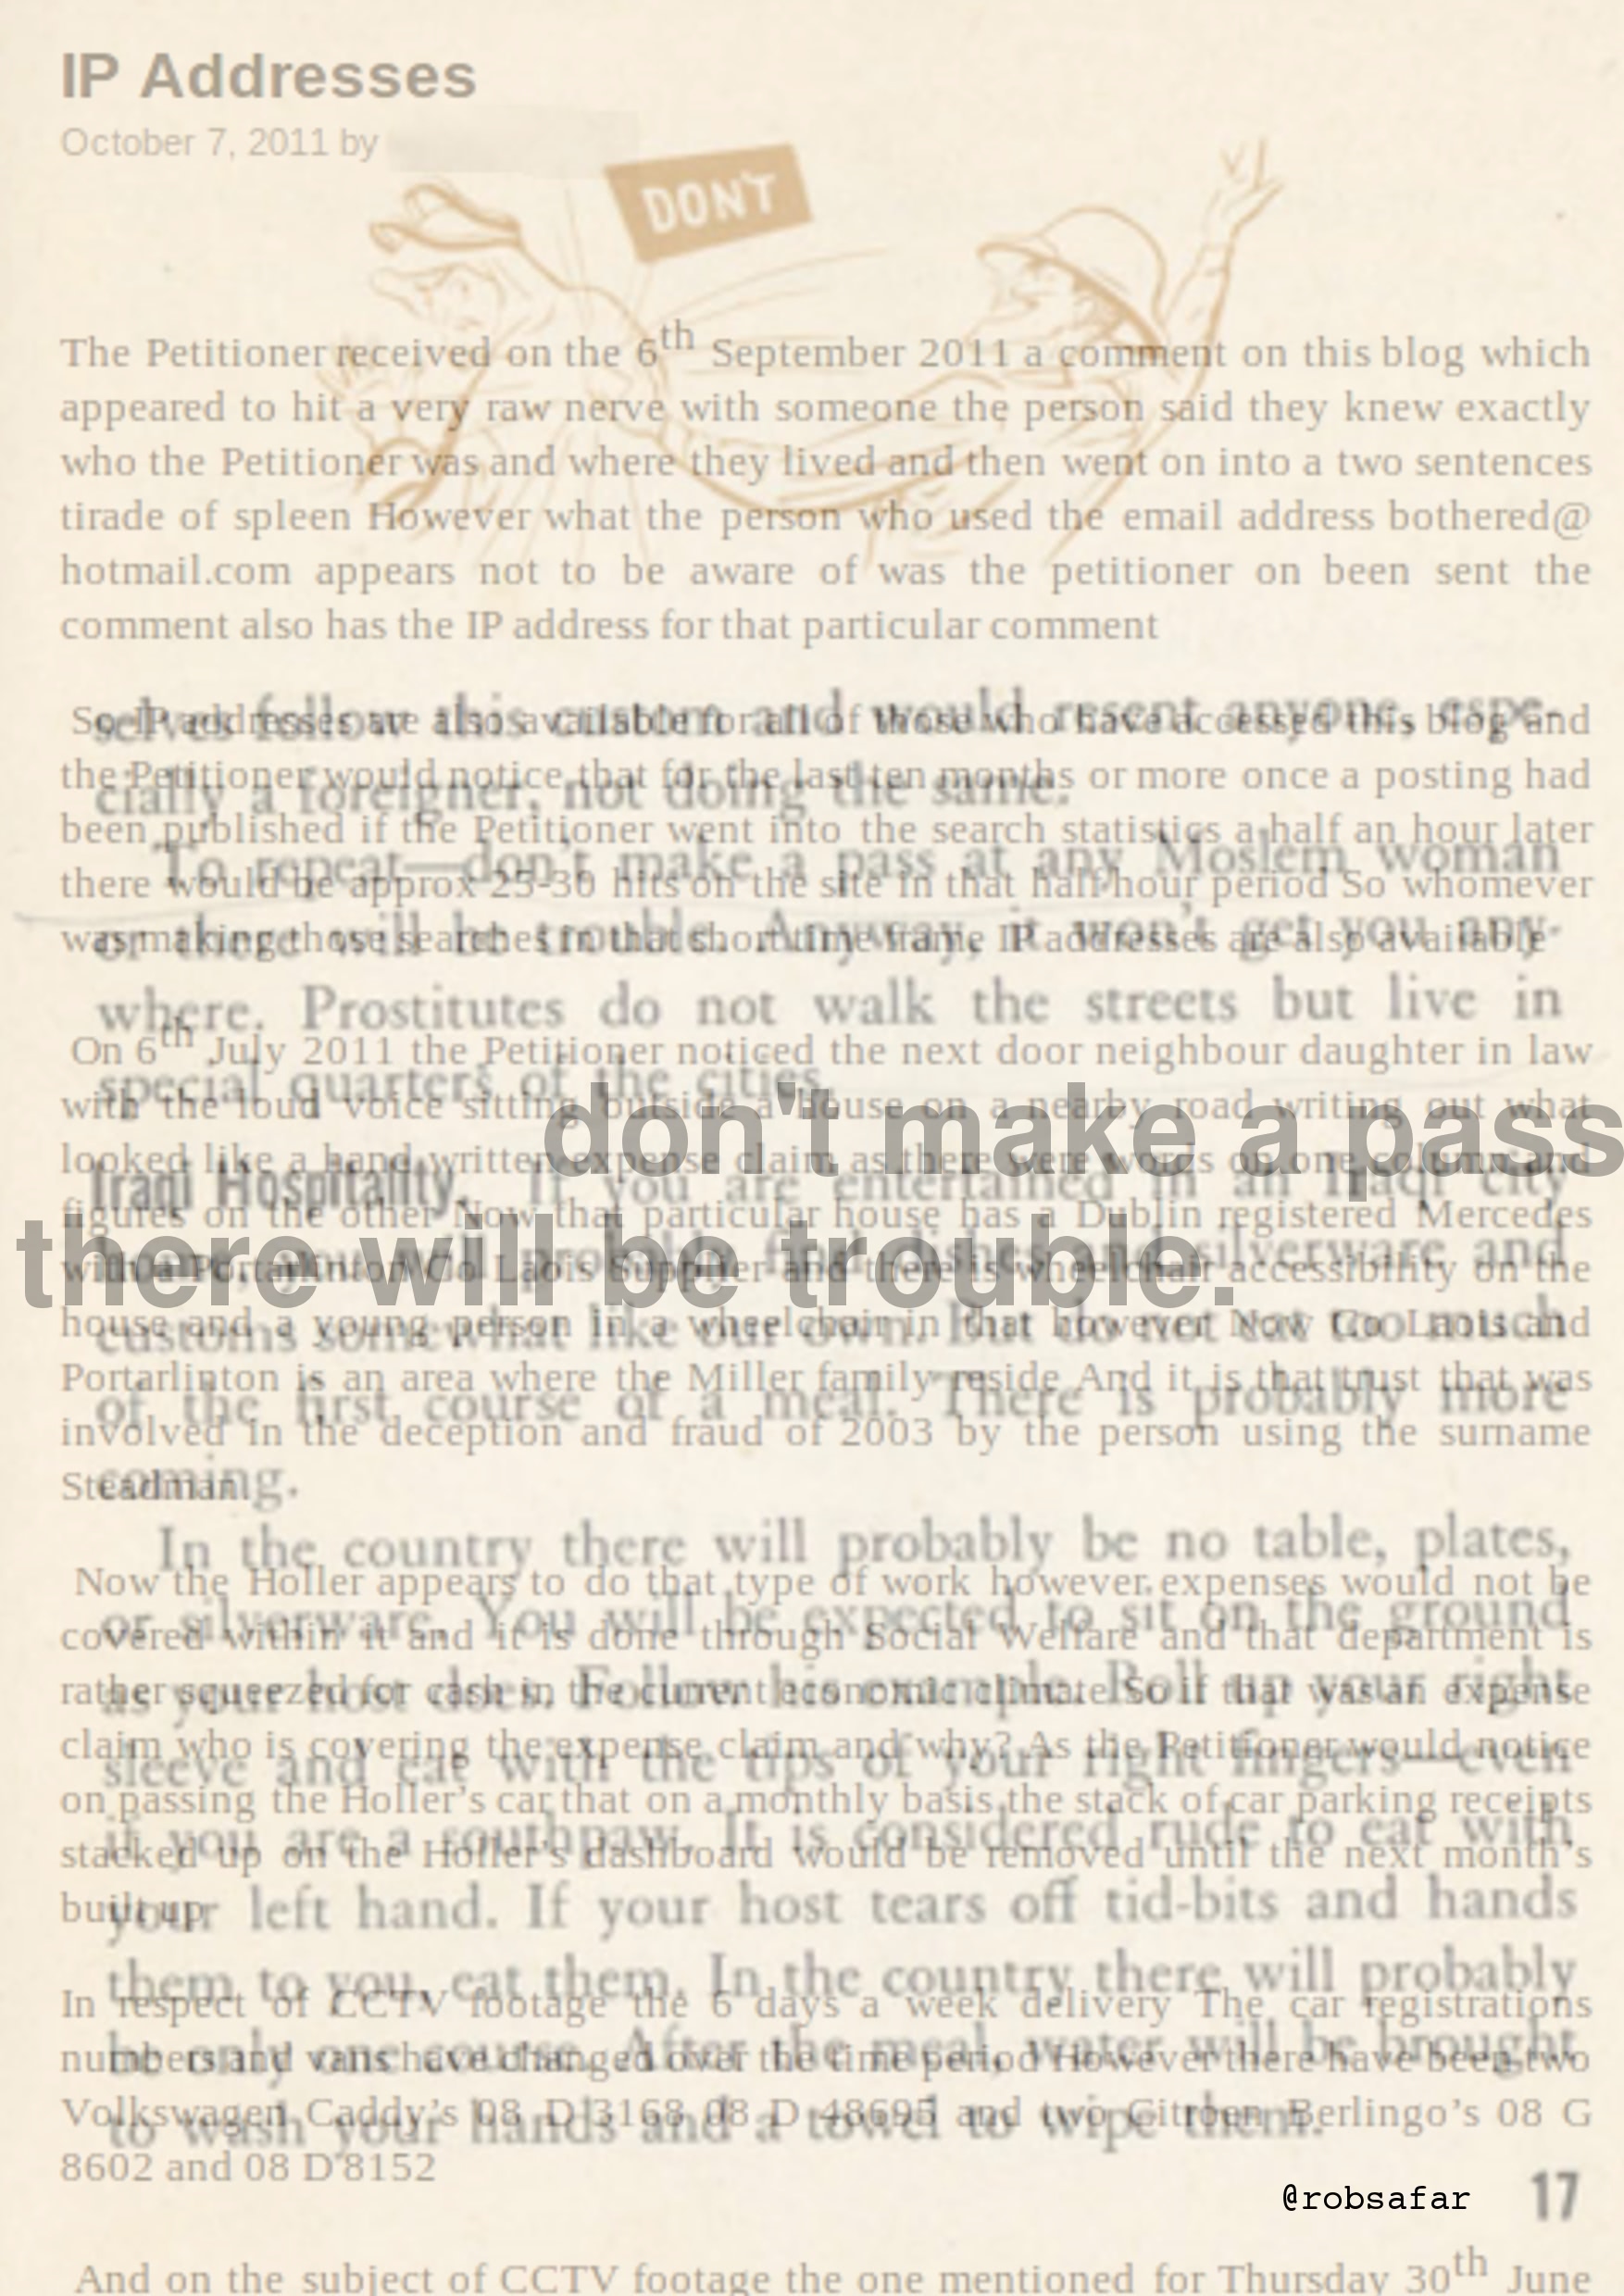 IP Addresses
October 7, 2011 by
DON'T
The Petitioner received on the 6th September 2011 a comment on this blog which
appeared to hit a very raw nerve with someone the person said they knew exactly
who the Petitioner was and where they lived and then went on into a two sentences
tirade of spleen However what the person who used the email address bothered@
hotmail.com appears not to be aware of was the petitioner on been sent the
comment also has the IP address for that particular comment
selves follow this custom and would resent anyone, espe-
So IP addresses are also available for all of those who have accessed this blog and
the Petitioner would notice that for the last ten months or more once a posting had
cially a foreigner, not doing the same.
been published if the Petitioner went into the search statistics a half an hour later
To repeat—don't make a pass at any Moslem woman
there would be approx 25-30 hits on the site in that half hour period So whomever
or there will be trouble. Anyway, it won't get you any-
was making those searches in that short time frame IP addresses are also available
where. Prostitutes do not walk the streets but live in
On 6th July 2011 the Petitioner noticed the next door neighbour daughter in law
special quarters of the cities.
with the loud voice sitting outside a house on a nearby road writing out what
don't make a pass
looked like a hand written expense claim as there were words on one column and
Iraqi Hospitality. If you are entertained in an Iraqi city
figures on the other Now that particular house has a Dublin registered Mercedes
there will be trouble.
home, you will probably find dishes and silverware and
with a Portarlinton Co Laois Supplier and there is wheelchair accessibility on the
house and a young person in a wheelchair in that however Now Co Laois and
customs somewhat like our own. But do not eat too much
Portarlinton is an area where the Miller family reside And it is that trust that was
of the first course of a meal. There is probably more
involved in the deception and fraud of 2003 by the person using the surname
coming.
Steadman.
In the country there will probably be no table, plates,
Now the Holler appears to do that type of work however expenses would not be
or silverware. You will be expected to sit on the ground
covered within it and it is done through Social Welfare and that department is
as your host does. Follow his example. Roll up your right
rather squeezed for cash in the current economic climate So if that was an expense
claim who is covering the expense claim and why? As the Petitioner would notice
sleeve and eat with the tips of your right fingers—even
on passing the Holler's car that on a monthly basis the stack of car parking receipts
if you are a southpaw. It is considered rude to eat with
stacked up on the Holler's dashboard would be removed until the next month's
your left hand. If your host tears off tid-bits and hands
built up
them to you, eat them. In the country there will probably
In respect of CCTV footage the 6 days a week delivery The car registrations
be only one course. After the meal, water will be brought
numbers and vans have changed over the time period However there have been two
Volkswagen Caddy's 08 D 3168 08 D 48695 and two Citroen Berlingo's 08 G
to wash your hands and a towel to wipe them.
8602 and 08 D 8152
@robsafar 17
And on the subject of CCTV footage the one mentioned for Thursday 30th June